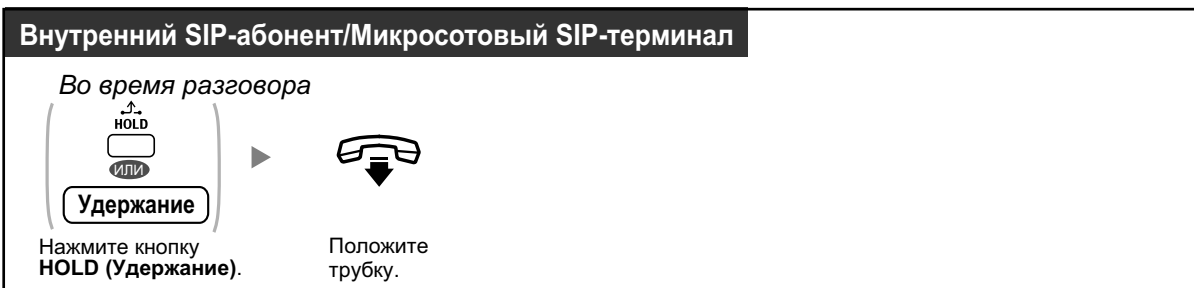 Внутренний SIP-абонент/Микросотовый SIP-терминал
Во время разговора
HOLD
ИЛИ
Удержание
Нажмите кнопку
HOLD (Удержание).
Положите
трубку.